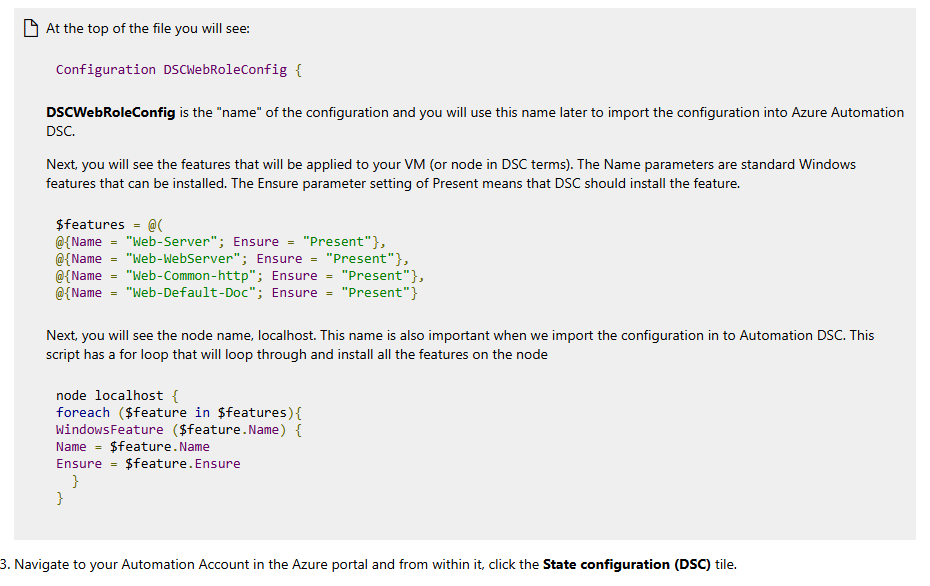 At the top of the file you will see:
Configuration DSCWebRoleConfig {
DSCWebRoleConfig is the "name" of the configuration and you will use this name later to import the configuration into Azure Automation
DSC.
Next, you will see the features that will be applied to your VM (or node in DSC terms). The Name parameters are standard Windows
features that can be installed. The Ensure parameter setting of Present means that DSC should install the feature.
$features = @(
@{Name = "Web-Server"; Ensure = "Present"},
@{Name = "Web-WebServer"; Ensure = "Present"},
@{Name = "Web-Common-http"; Ensure = "Present"},
@{Name = "Web-Default-Doc"; Ensure = "Present"}
Next, you will see the node name, localhost. This name is also important when we import the configuration in to Automation DSC. This
script has a for loop that will loop through and install all the features on the node
node localhost {
foreach ($feature in $features){
WindowsFeature ($feature.Name) {
Name = $feature.Name
Ensure = $feature.Ensure
}
}
3. Navigate to your Automation Account in the Azure portal and from within it, click the State configuration (DSC) tile.